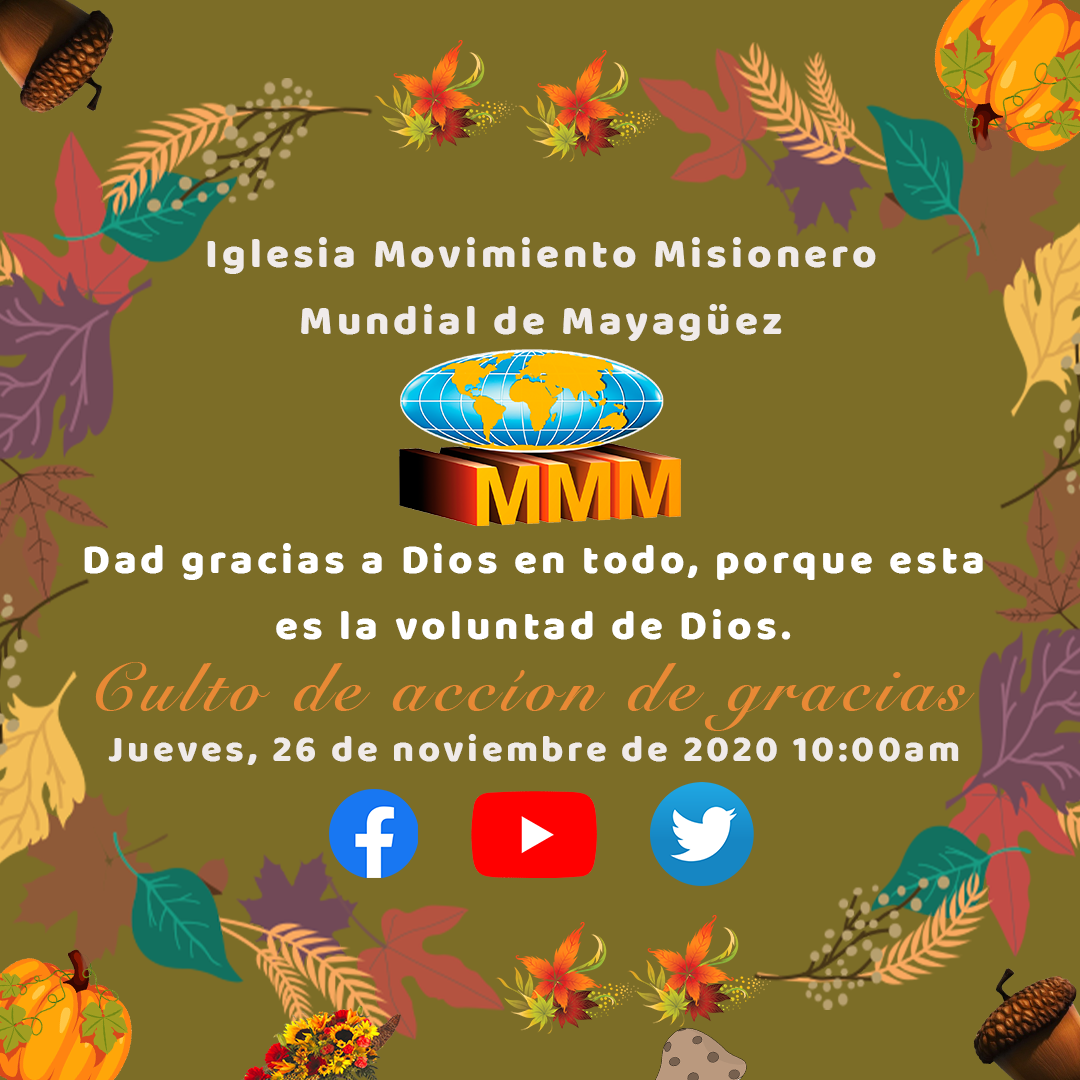 Iglesia Movimiento Misionero
Mundial de Mayagüez
MMM
Dad gracias a Dios en todo, porque esta
es la voluntad de Dios.
Culto de accíon de gracias
Jueves, 26 de noviembre de 2020 10:00am